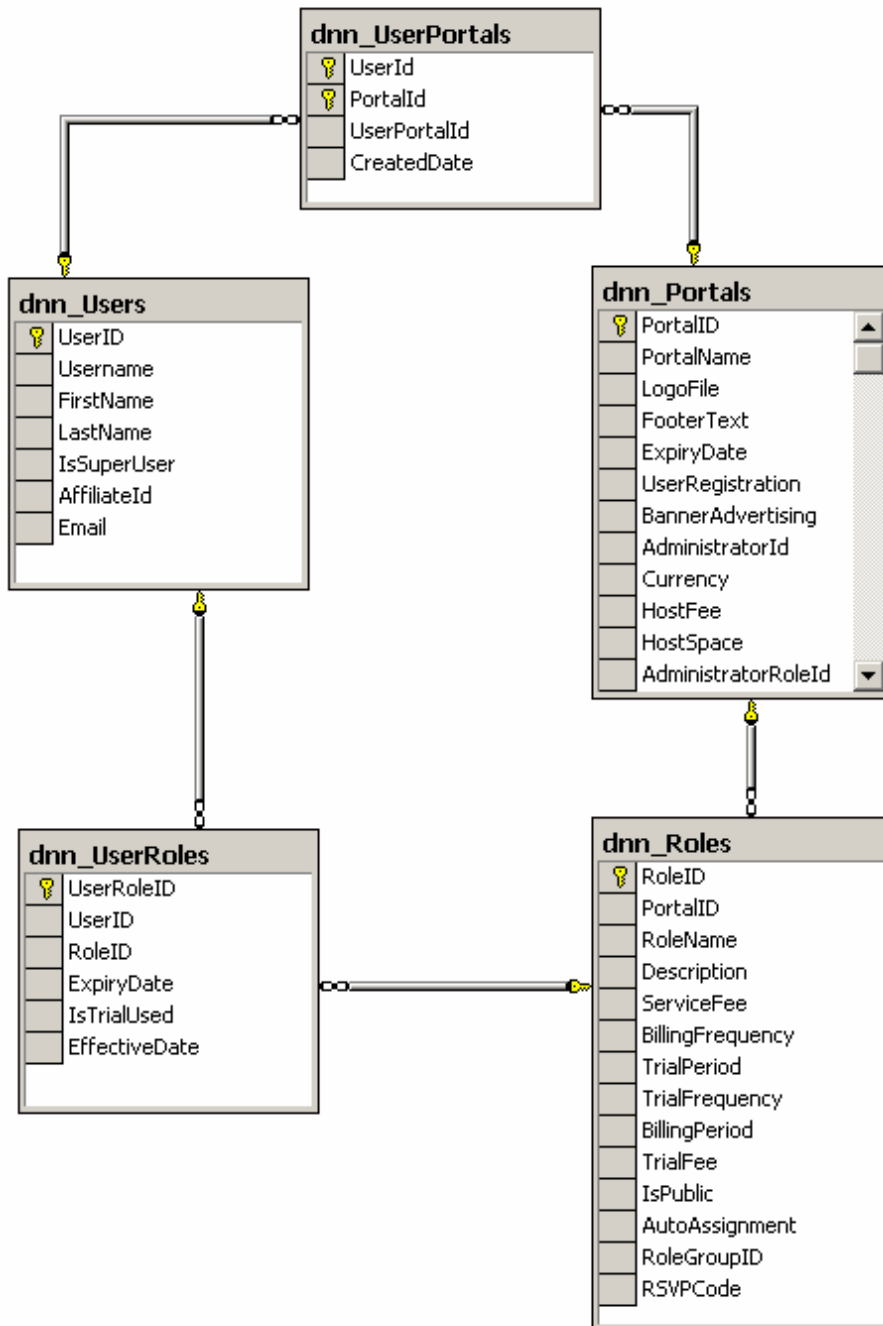 dnn_UserPortals
UserId
PortalId
UserPortalId
CreatedDate
dnn_Users
UserID
Username
FirstName
LastName
IsSuperUser
AffiliateId
Email
dnn_Portals
PortalID
PortalName
LogoFile
FooterText
ExpiryDate
UserRegistration
BannerAdvertising
AdministratorId
Currency
HostFee
HostSpace
AdministratorRoleId
dnn_UserRoles
UserRoleID
UserID
RoleID
ExpiryDate
IsTrialUsed
EffectiveDate
dnn_Roles
RoleID
PortalID
RoleName
Description
ServiceFee
BillingFrequency
TrialPeriod
TrialFrequency
BillingPeriod
TrialFee
IsPublic
AutoAssignment
RoleGroupID
RSVPCode